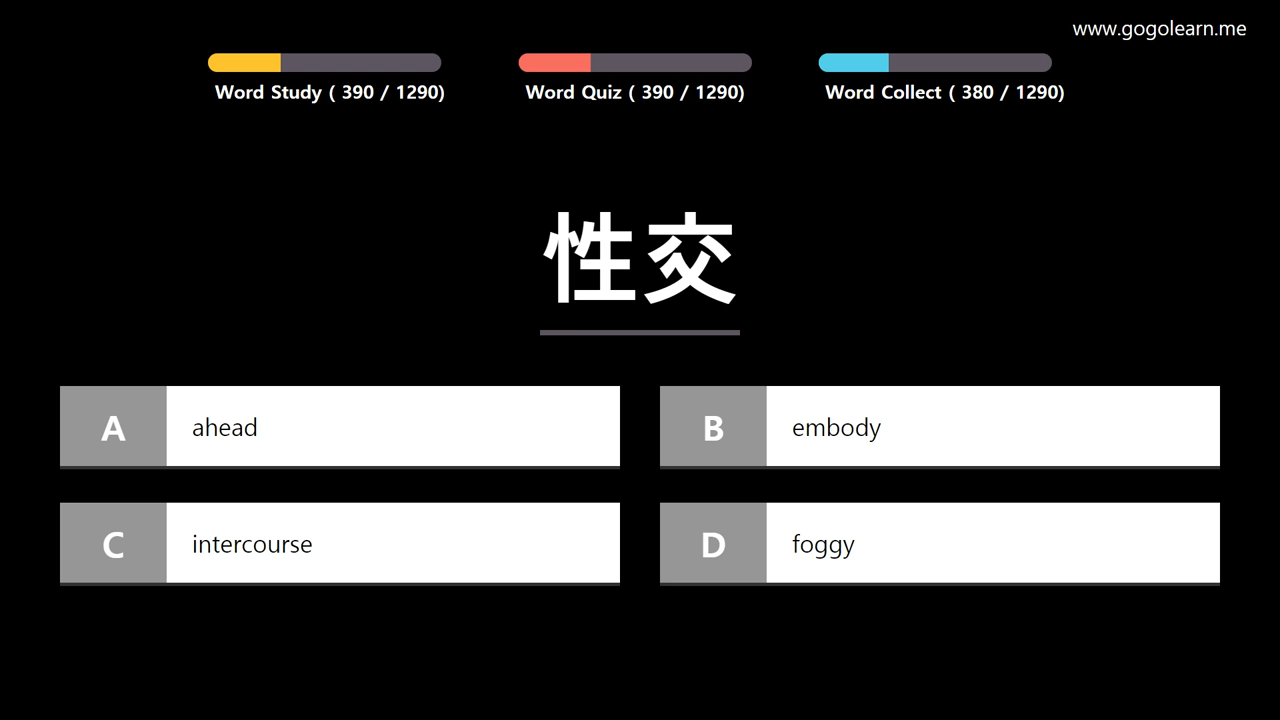 www.gogolearn.me
Word Study ( 390 / 1290)
Word Quiz ( 390 / 1290)
Word Collect ( 380 / 1290)
性交
A ahead
B embody
C intercourse
D foggy